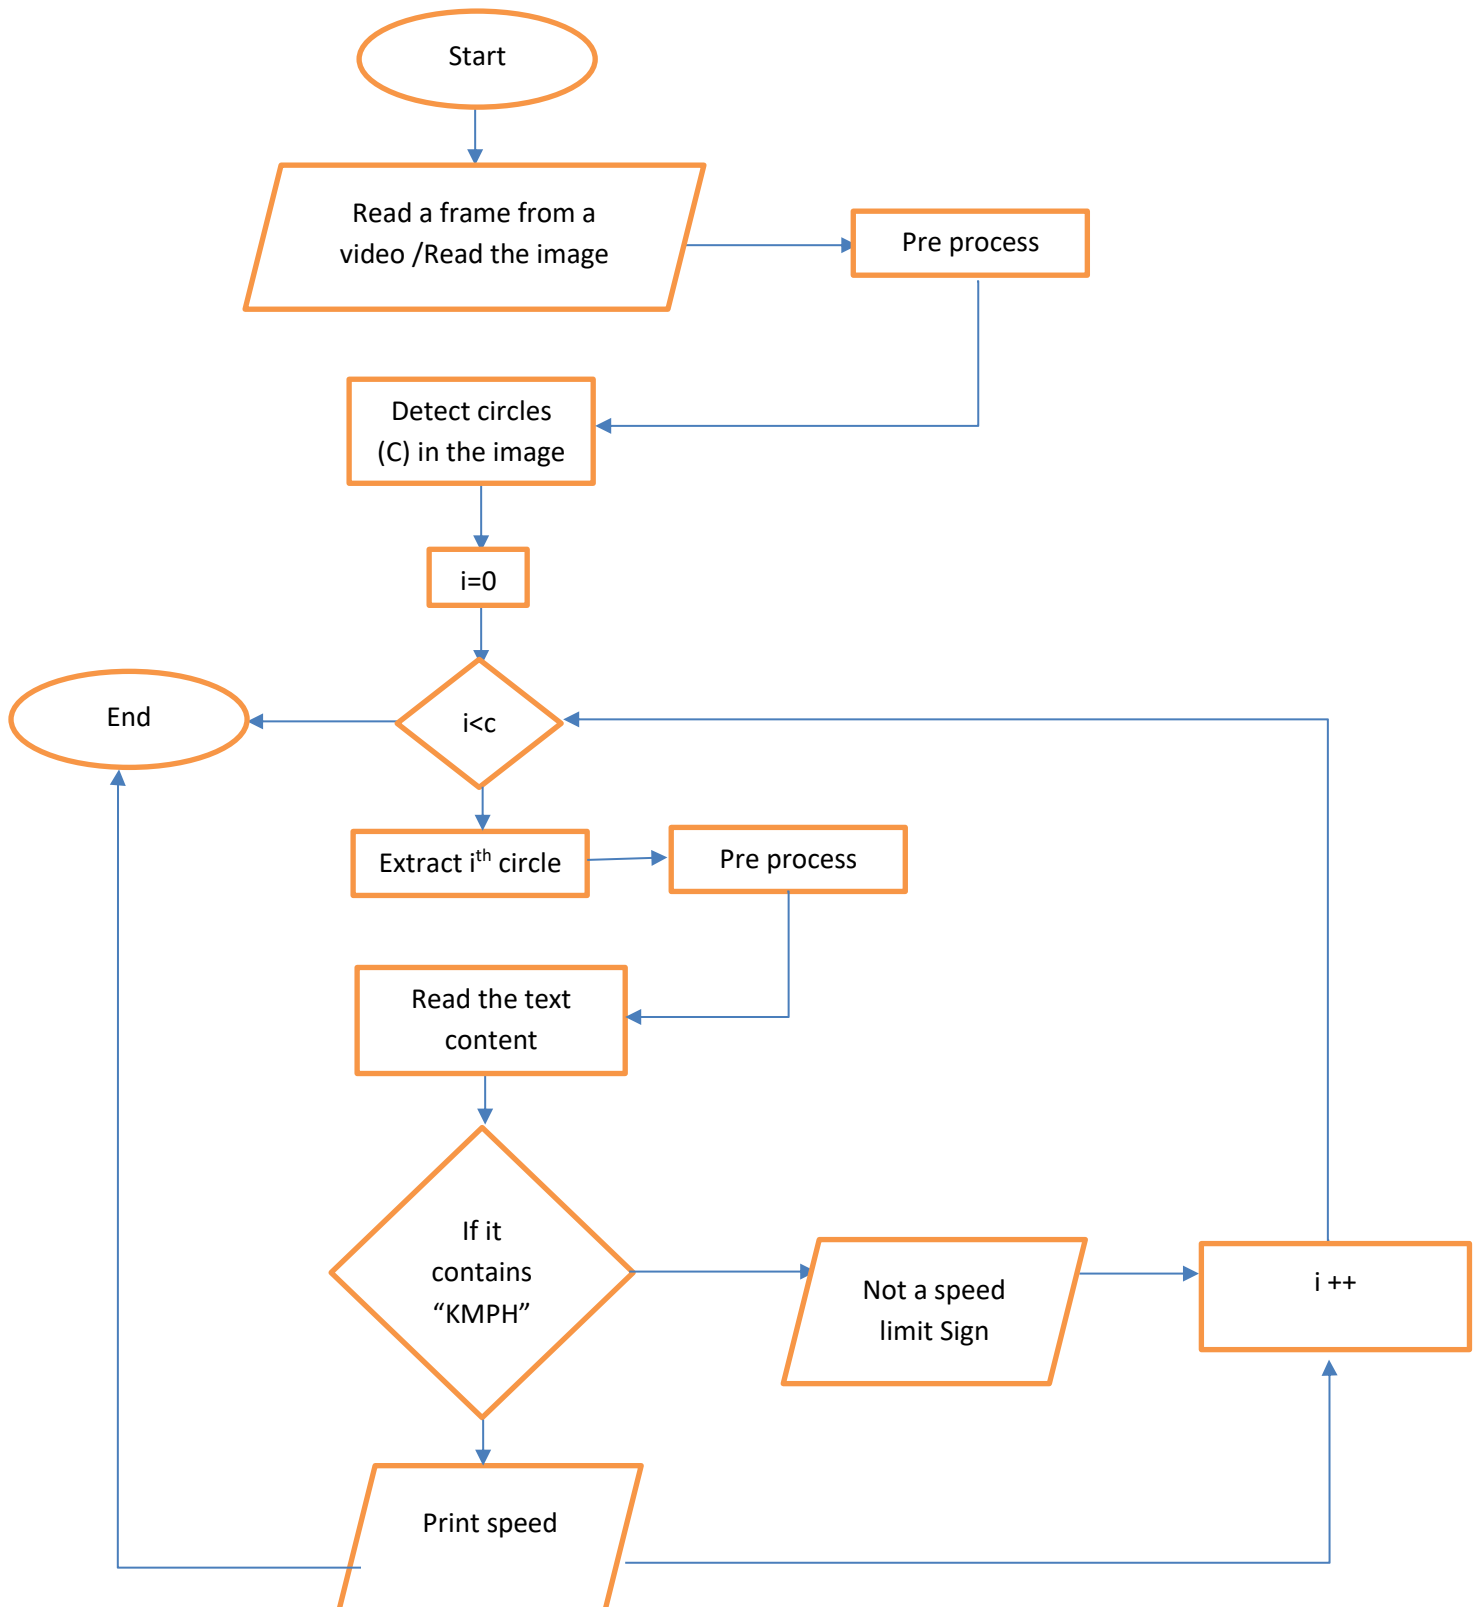 Start
Read a frame from a
video /Read the image
Pre process
Detect circles
(C) in the image
i=0
End
i<c
Extract ith circle
Pre process
Read the text
content
If it
contains
“KMPH”
Not a speed
limit Sign
i ++
Print speed